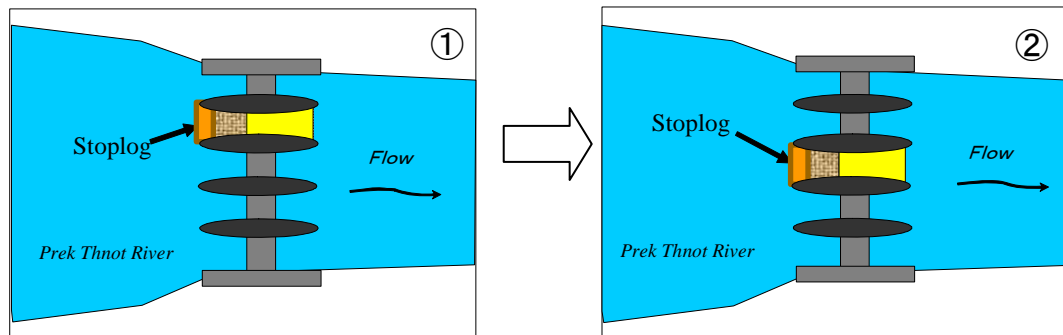 ①
Stoplog
Flow
Prek Thnot River
②
Stoplog
Flow
Prek Thnot River